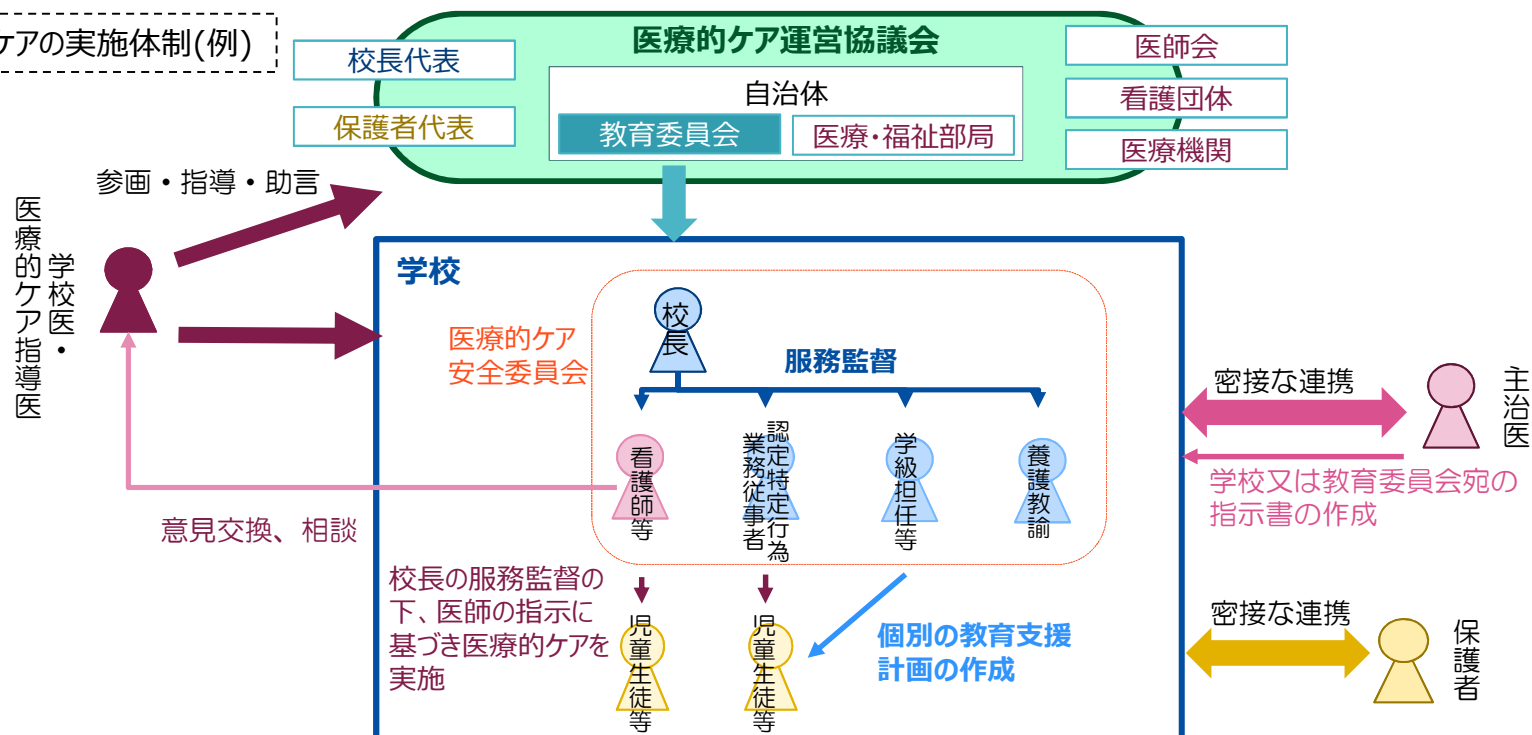 ケアの実施体制(例)
医療的ケア運営協議会
校長代表
保護者代表
自治体
教育委員会
医療・福祉部局
医師会
看護団体
医療機関
参画・指導・助言
学校医・
医療的ケア指導医
学校
医療的ケア
安全委員会
校長
服務監督
看護師等
認定特定行為
業務従事者
学級担任等
養護教諭
密接な連携
主治医
学校又は教育委員会宛の
指示書の作成
意見交換、相談
校長の服務監督の
下、医師の指示に
基づき医療的ケアを
実施
児童生徒等
児童生徒等
個別の教育支援
計画の作成
密接な連携
保護者